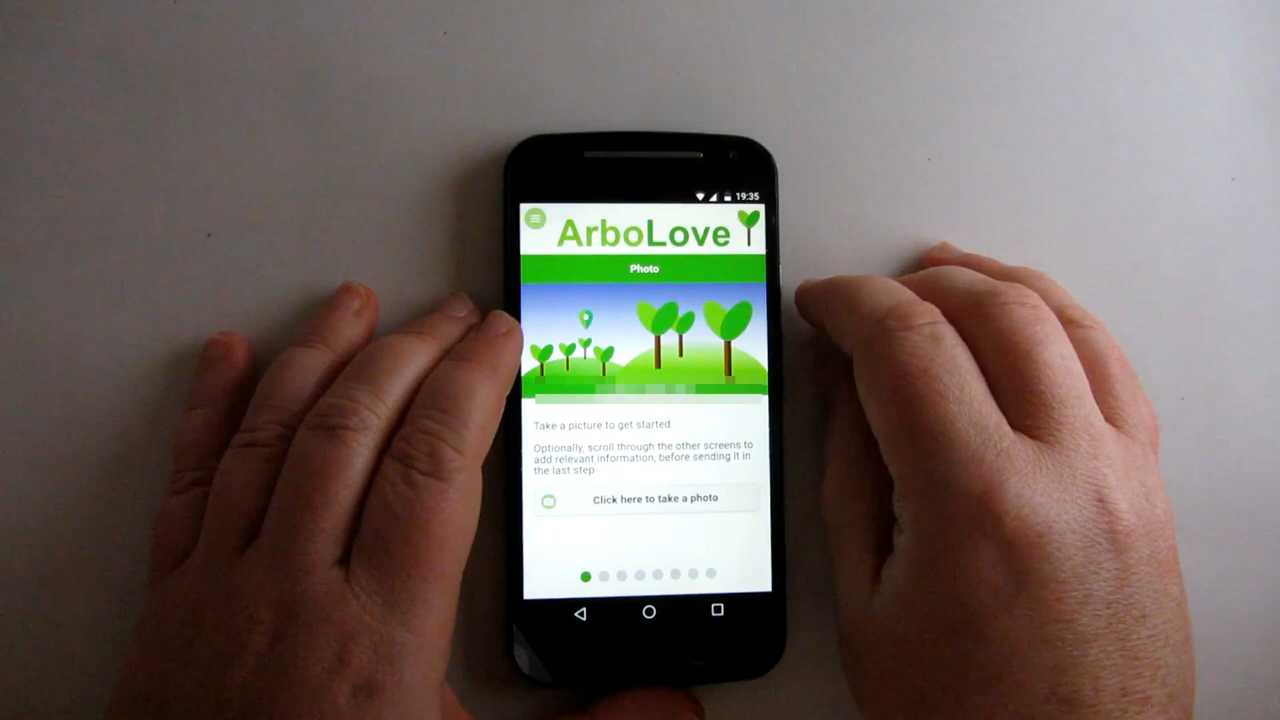 19:35
ArboLove
Photo
Take a picture to get started
Optionally, scroll through the other screens to
add relevant information, before sending it in
the last step
Click here to take a photo